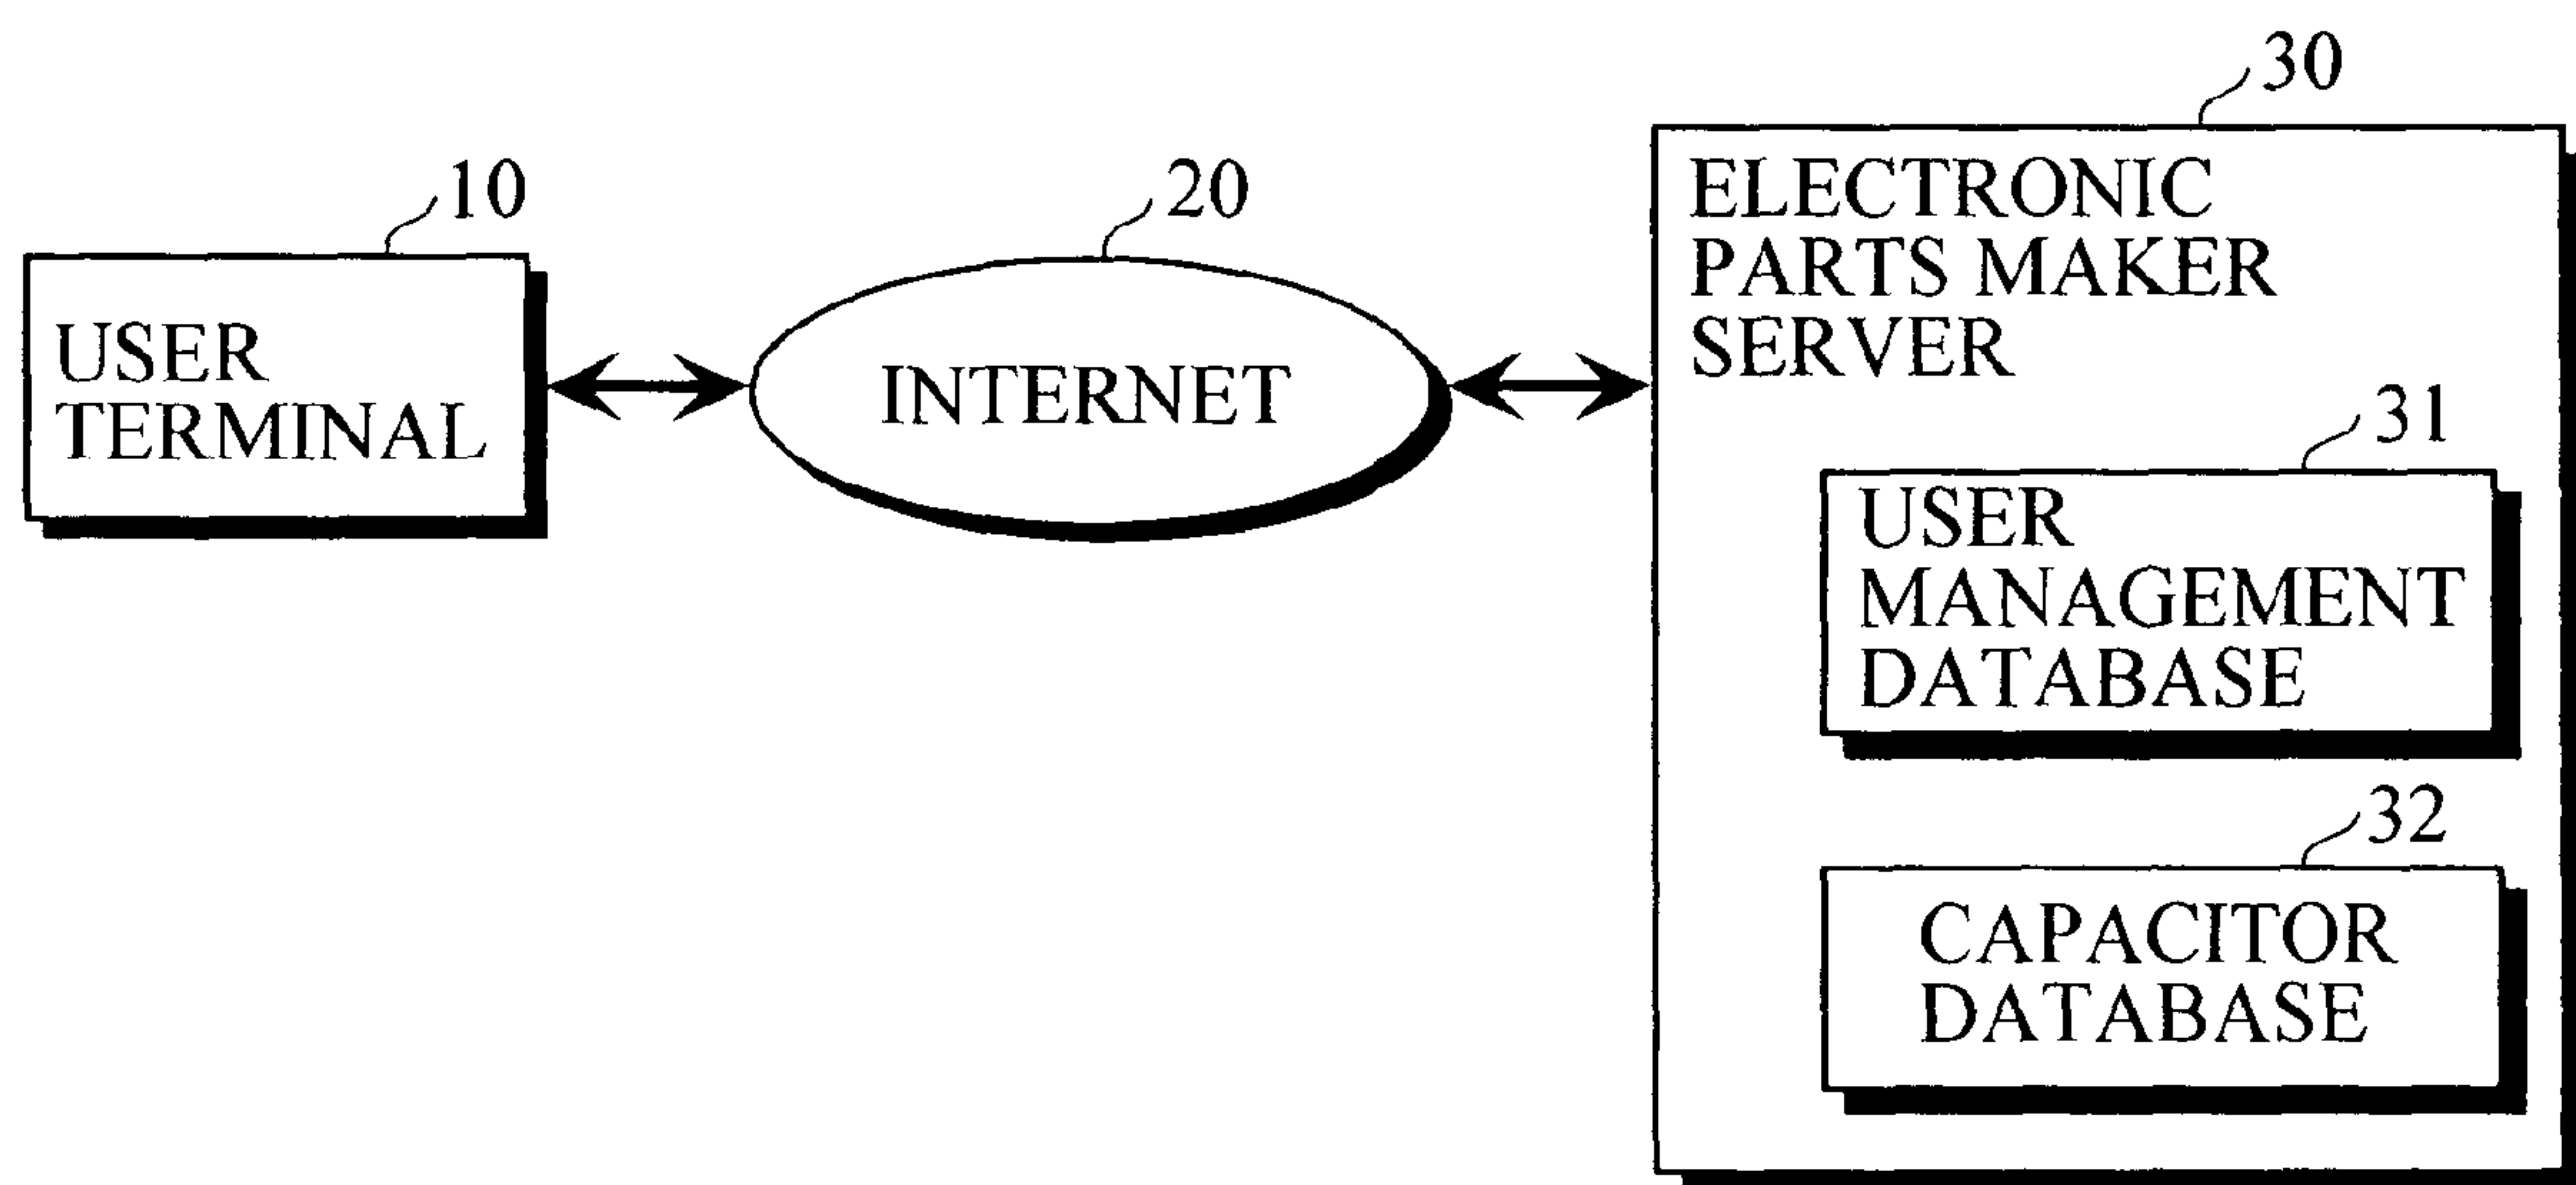 10
USER
TERMINAL
20
INTERNET
30
ELECTRONIC
PARTS MAKER
SERVER
31
USER
MANAGEMENT
DATABASE
32
CAPACITOR
DATABASE